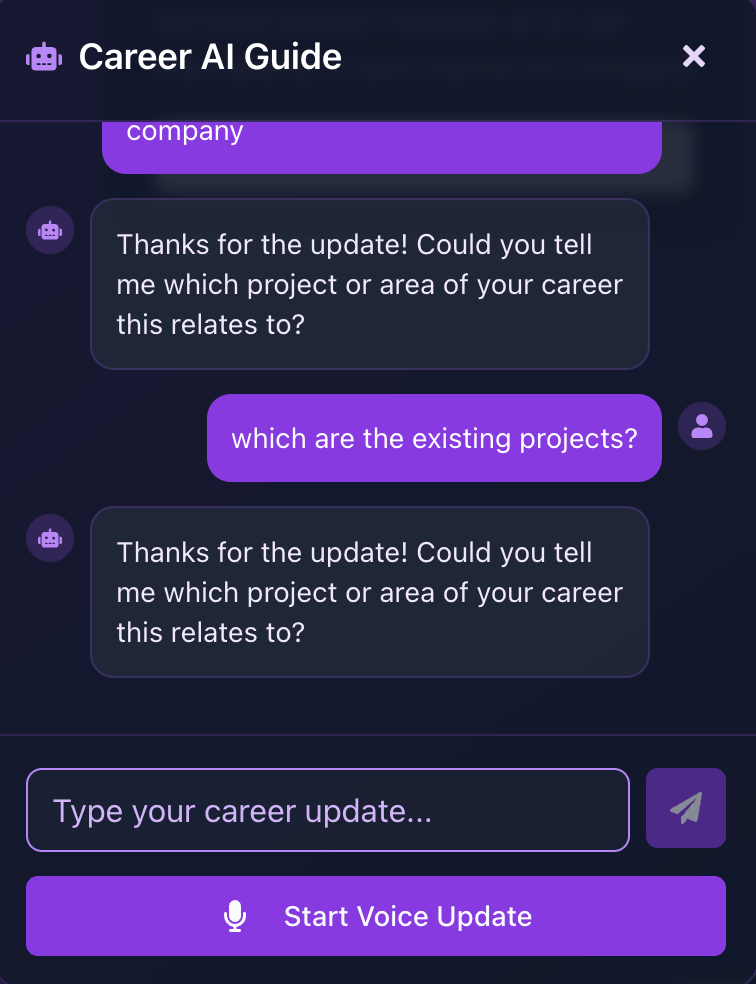 Career AI Guide
company
Thanks for the update! Could you tell
me which project or area of your career
this relates to?
which are the existing projects?
Thanks for the update! Could you tell
me which project or area of your career
this relates to?
Type your career update...
Start Voice Update